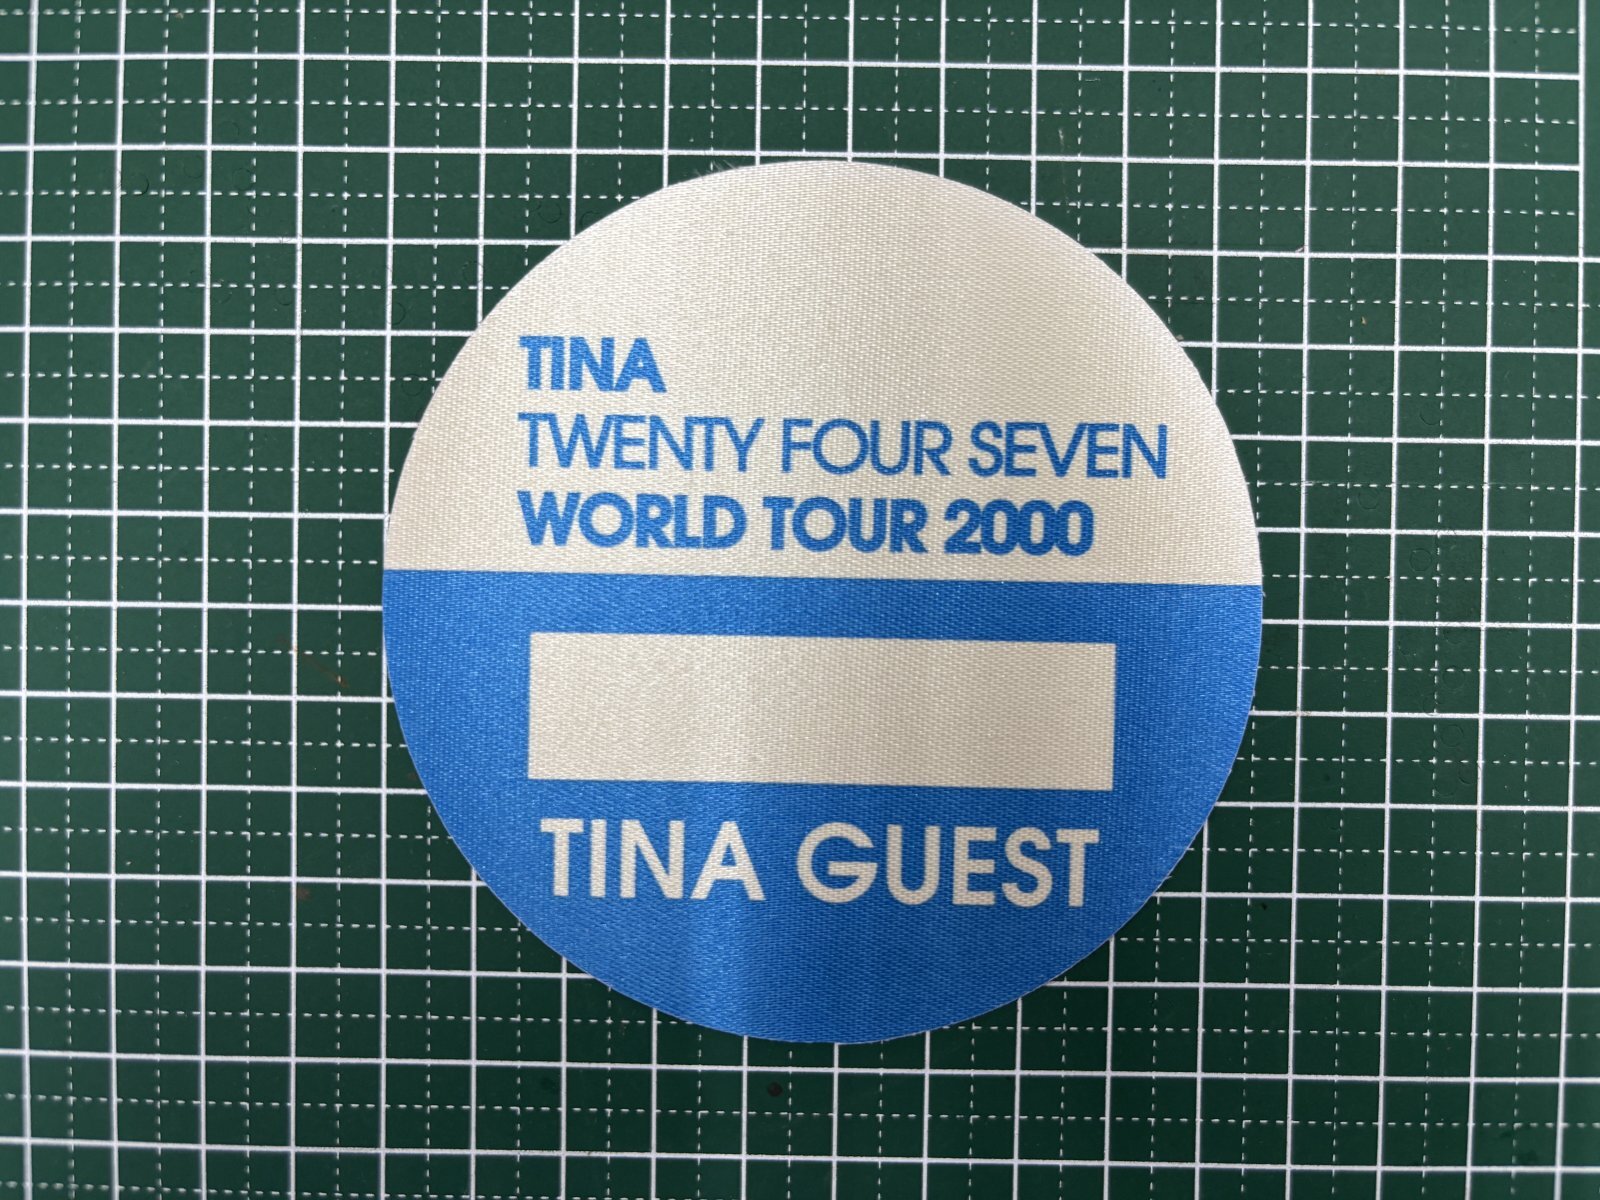 TINA
TWENTY FOUR SEVEN
WORLD TOUR 2000
TINA GUEST